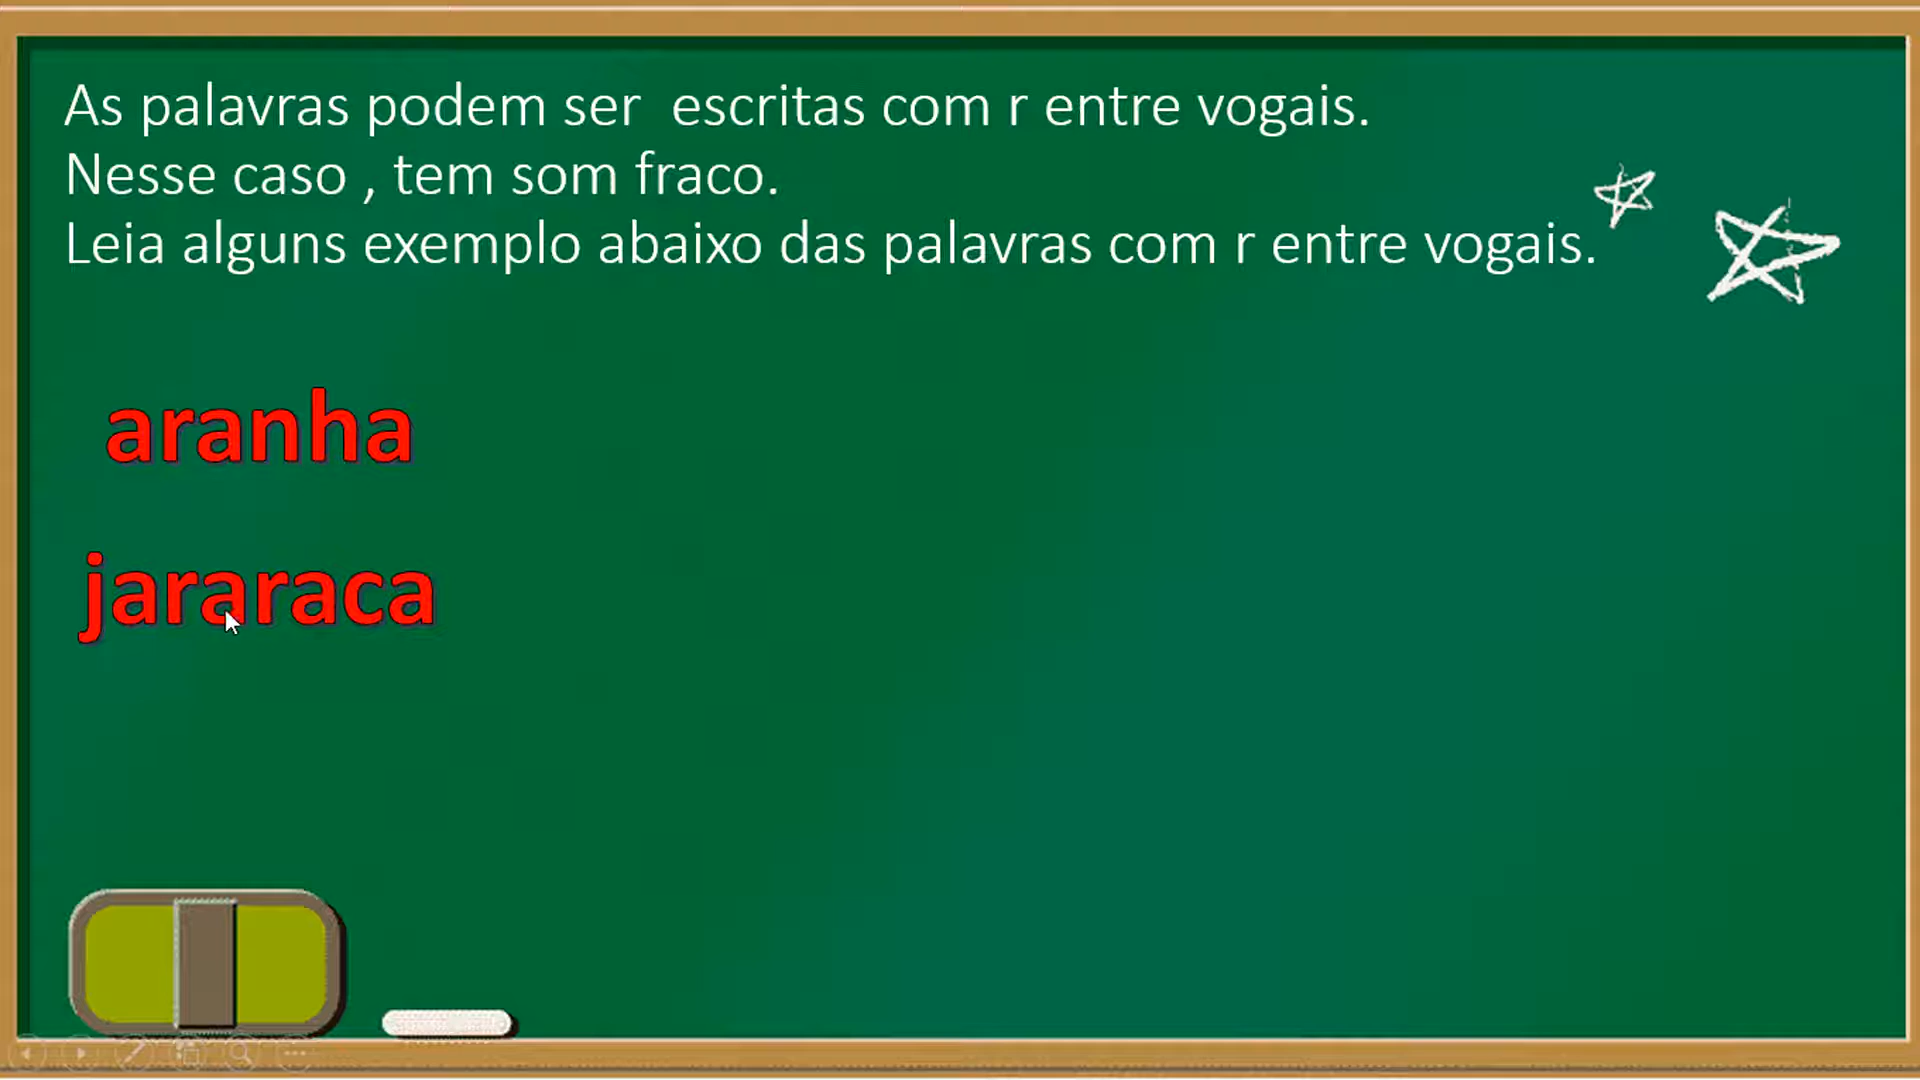 As palavras podem ser  escritas com r entre vogais.
Nesse caso , tem som fraco.
Leia alguns exemplo abaixo das palavras com r entre vogais.
aranha
jararaca